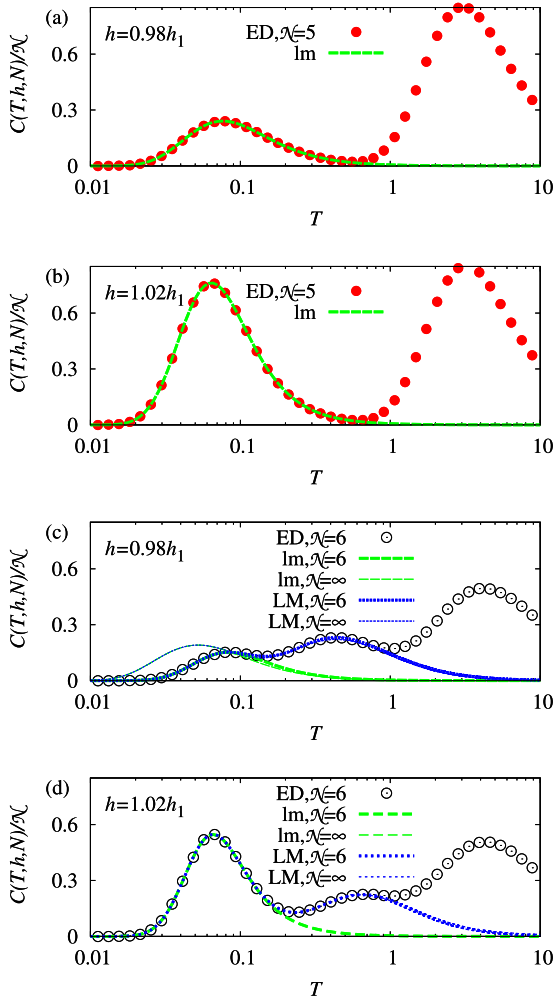 (a)
h=0.98h₁
ED,𝒩=5
lm
C(T,h,N)/𝒩
0.6
0.3
0
0.01 0.1 1 10
T
(b)
h=1.02h₁
ED,𝒩=5
lm
C(T,h,N)/𝒩
0.6
0.3
0
0.01 0.1 1 10
T
(c)
h=0.98h₁
ED,𝒩=6
lm,𝒩=6
lm,𝒩=∞
LM,𝒩=6
LM,𝒩=∞
C(T,h,N)/𝒩
0.6
0.3
0
0.01 0.1 1 10
T
(d)
h=1.02h₁
ED,𝒩=6
lm,𝒩=6
lm,𝒩=∞
LM,𝒩=6
LM,𝒩=∞
C(T,h,N)/𝒩
0.6
0.3
0
0.01 0.1 1 10
T